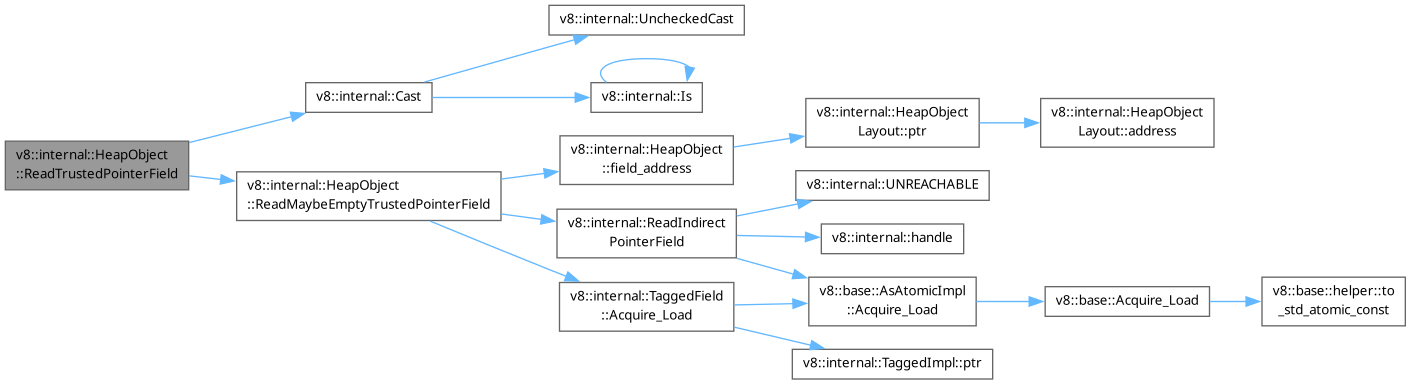 v8::internal::HeapObject
::ReadTrustedPointerField
v8::internal::Cast
v8::internal::HeapObject
::ReadMaybeEmptyTrustedPointerField
v8::internal::UncheckedCast
v8::internal::Is
v8::internal::HeapObject
::field_address
v8::internal::ReadIndirect
PointerField
v8::internal::TaggedField
::Acquire_Load
v8::internal::HeapObject
Layout::ptr
v8::internal::UNREACHABLE
v8::internal::handle
v8::base::AsAtomicImpl
::Acquire_Load
v8::internal::TaggedImpl::ptr
v8::internal::HeapObject
Layout::address
v8::base::Acquire_Load
v8::base::helper::to
_std_atomic_const